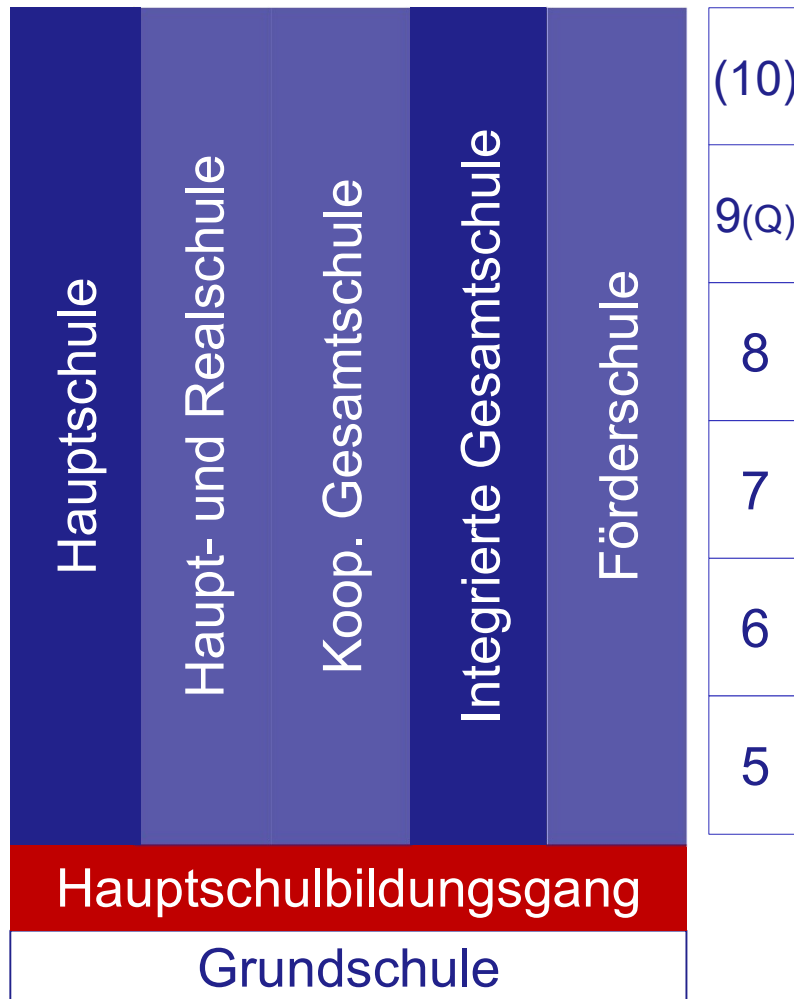 Hauptschule
Haupt- und Realschule
Koop. Gesamtschule
Integrierte Gesamtschule
Förderschule
(10)
9(Q)
8
7
6
5
Hauptschulbildungsgang
Grundschule